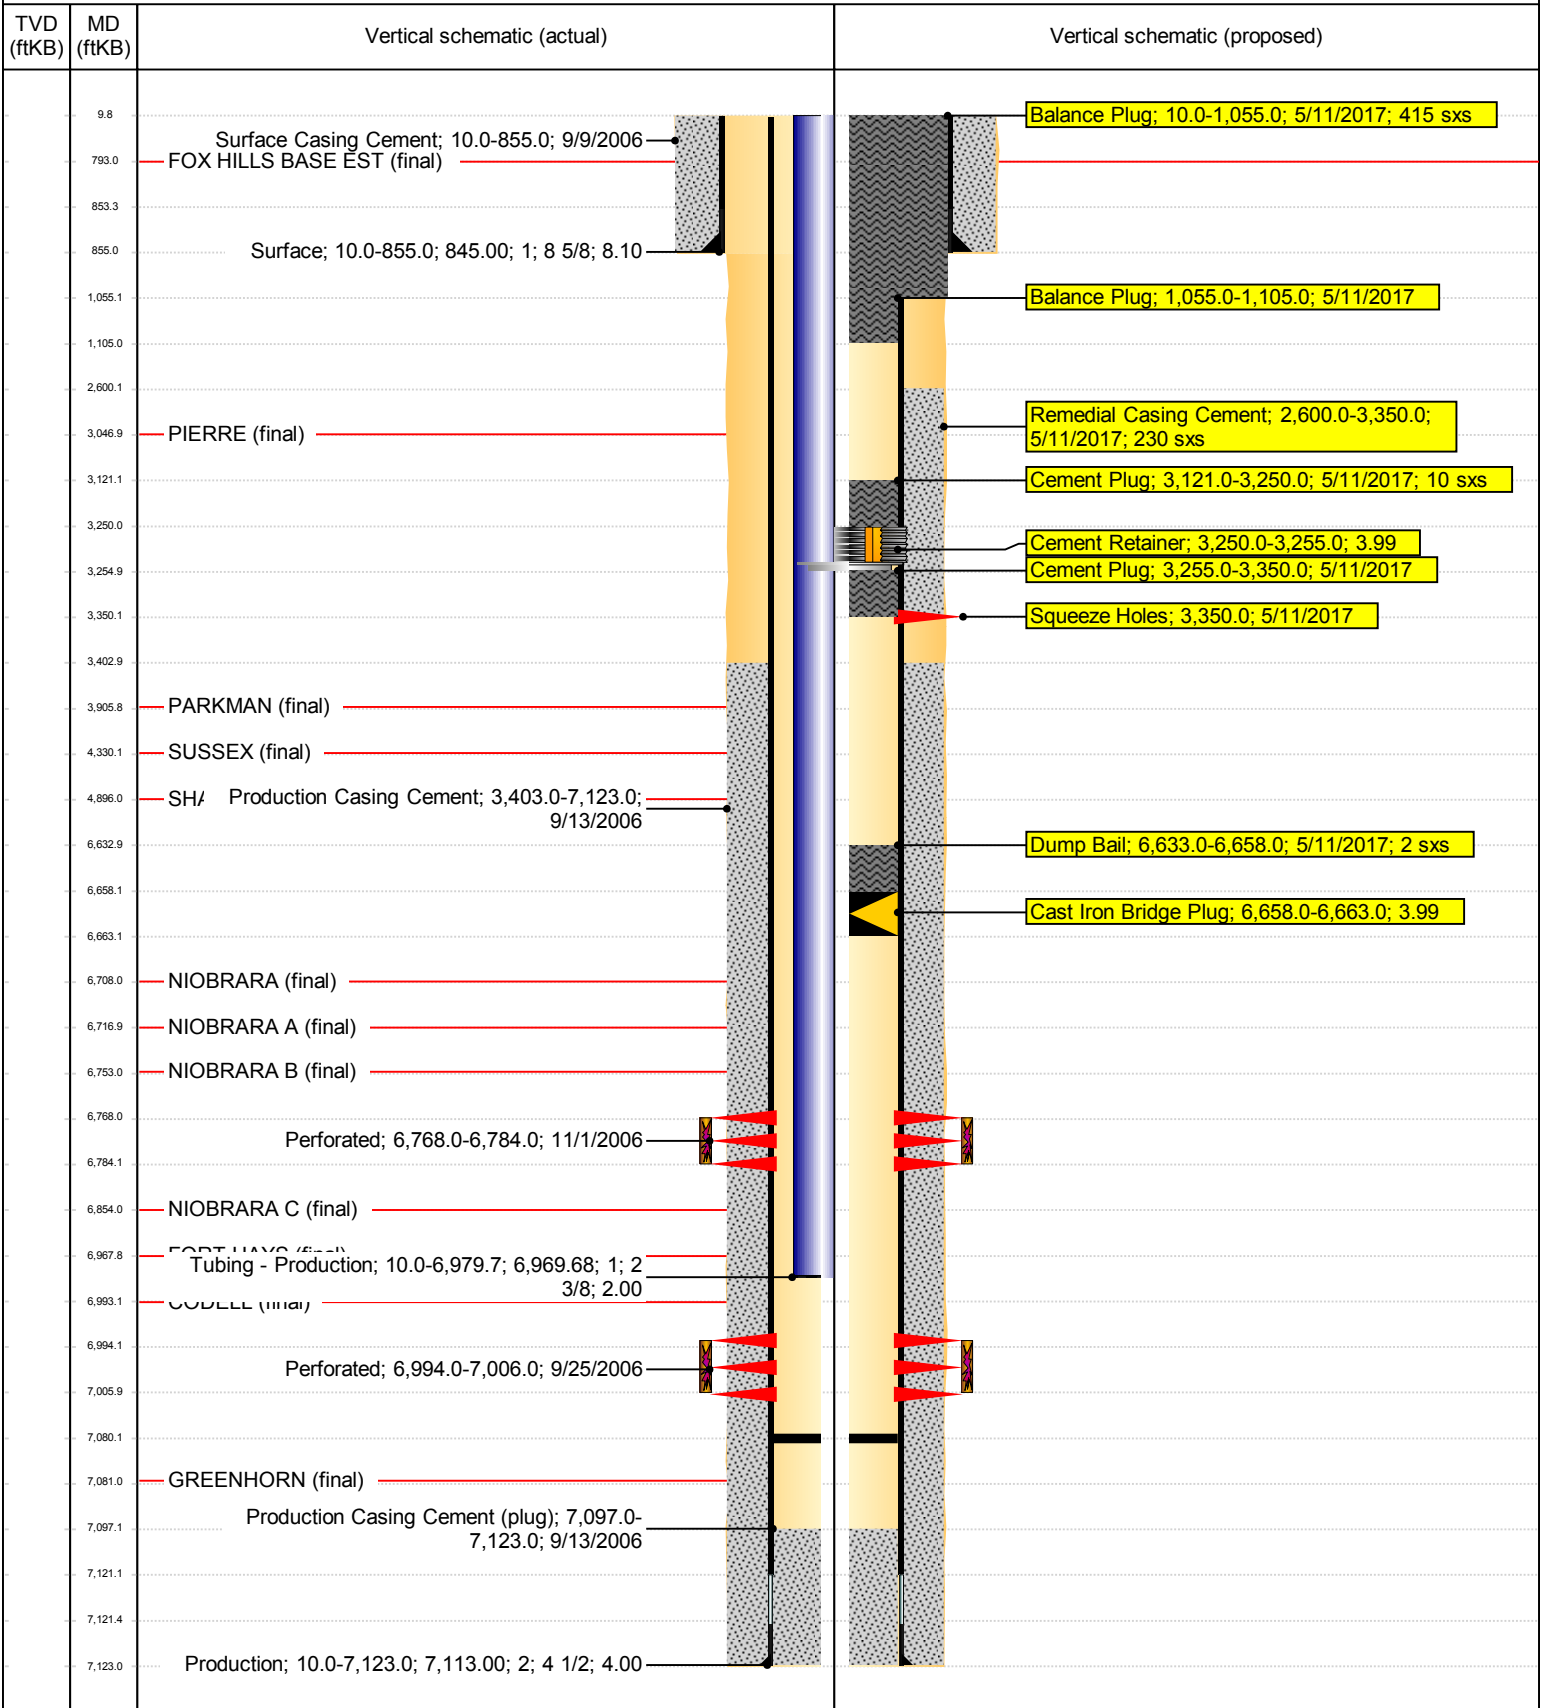 TVD (ftKB)
MD (ftKB)
Vertical schematic (actual)
Vertical schematic (proposed)
9.8
Surface Casing Cement; 10.0-855.0; 9/9/2006
Balance Plug; 10.0-1,055.0; 5/11/2017; 415 sxs
793.0
FOX HILLS BASE EST (final)
853.3
855.0
Surface; 10.0-855.0; 845.00; 1; 8 5/8; 8.10
1,055.1
Balance Plug; 1,055.0-1,105.0; 5/11/2017
1,105.0
2,600.1
Remedial Casing Cement; 2,600.0-3,350.0;
5/11/2017; 230 sxs
3,046.9
PIERRE (final)
3,121.1
Cement Plug; 3,121.0-3,250.0; 5/11/2017; 10 sxs
3,250.0
Cement Retainer; 3,250.0-3,255.0; 3.99
3,254.9
Cement Plug; 3,255.0-3,350.0; 5/11/2017
3,350.1
Squeeze Holes; 3,350.0; 5/11/2017
3,402.9
3,905.8
PARKMAN (final)
4,330.1
SUSSEX (final)
4,896.0
Production Casing Cement; 3,403.0-7,123.0;
9/13/2006
6,632.9
Dump Bail; 6,633.0-6,658.0; 5/11/2017; 2 sxs
6,658.1
Cast Iron Bridge Plug; 6,658.0-6,663.0; 3.99
6,663.1
6,708.0
NIOBRARA (final)
6,716.9
NIOBRARA A (final)
6,753.0
NIOBRARA B (final)
6,768.0
Perforated; 6,768.0-6,784.0; 11/1/2006
6,784.1
6,854.0
NIOBRARA C (final)
6,967.8
Tubing - Production; 10.0-6,979.7; 6,969.68; 1; 2
3/8; 2.00
6,993.1
CODELL (final)
6,994.1
Perforated; 6,994.0-7,006.0; 9/25/2006
7,005.9
7,080.1
7,081.0
GREENHORN (final)
7,097.1
Production Casing Cement (plug); 7,097.0-
7,123.0; 9/13/2006
7,121.1
7,121.4
7,123.0
Production; 10.0-7,123.0; 7,113.00; 2; 4 1/2; 4.00